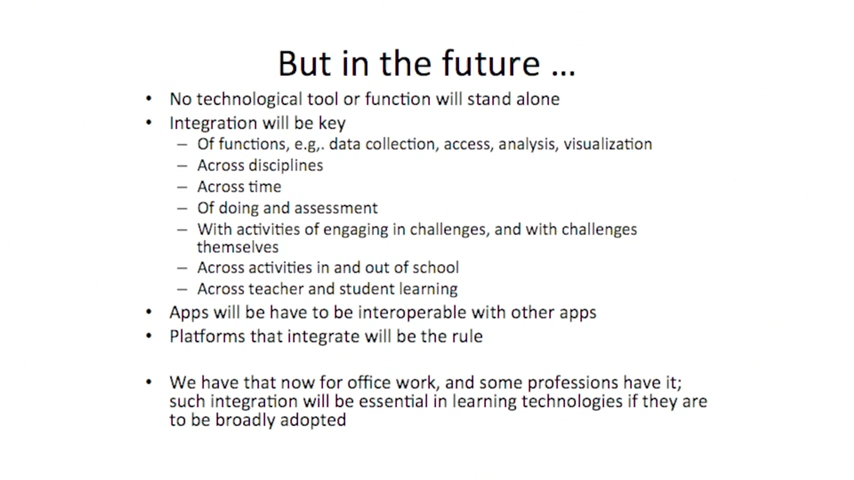 But in the future ...
• No technological tool or function will stand alone
• Integration will be key
– Of functions, e.g,. data collection, access, analysis, visualization
– Across disciplines
– Across time
– Of doing and assessment
– With activities of engaging in challenges, and with challenges
themselves
– Across activities in and out of school
– Across teacher and student learning
• Apps will be have to be interoperable with other apps
• Platforms that integrate will be the rule
• We have that now for office work, and some professions have it;
such integration will be essential in learning technologies if they are
to be broadly adopted